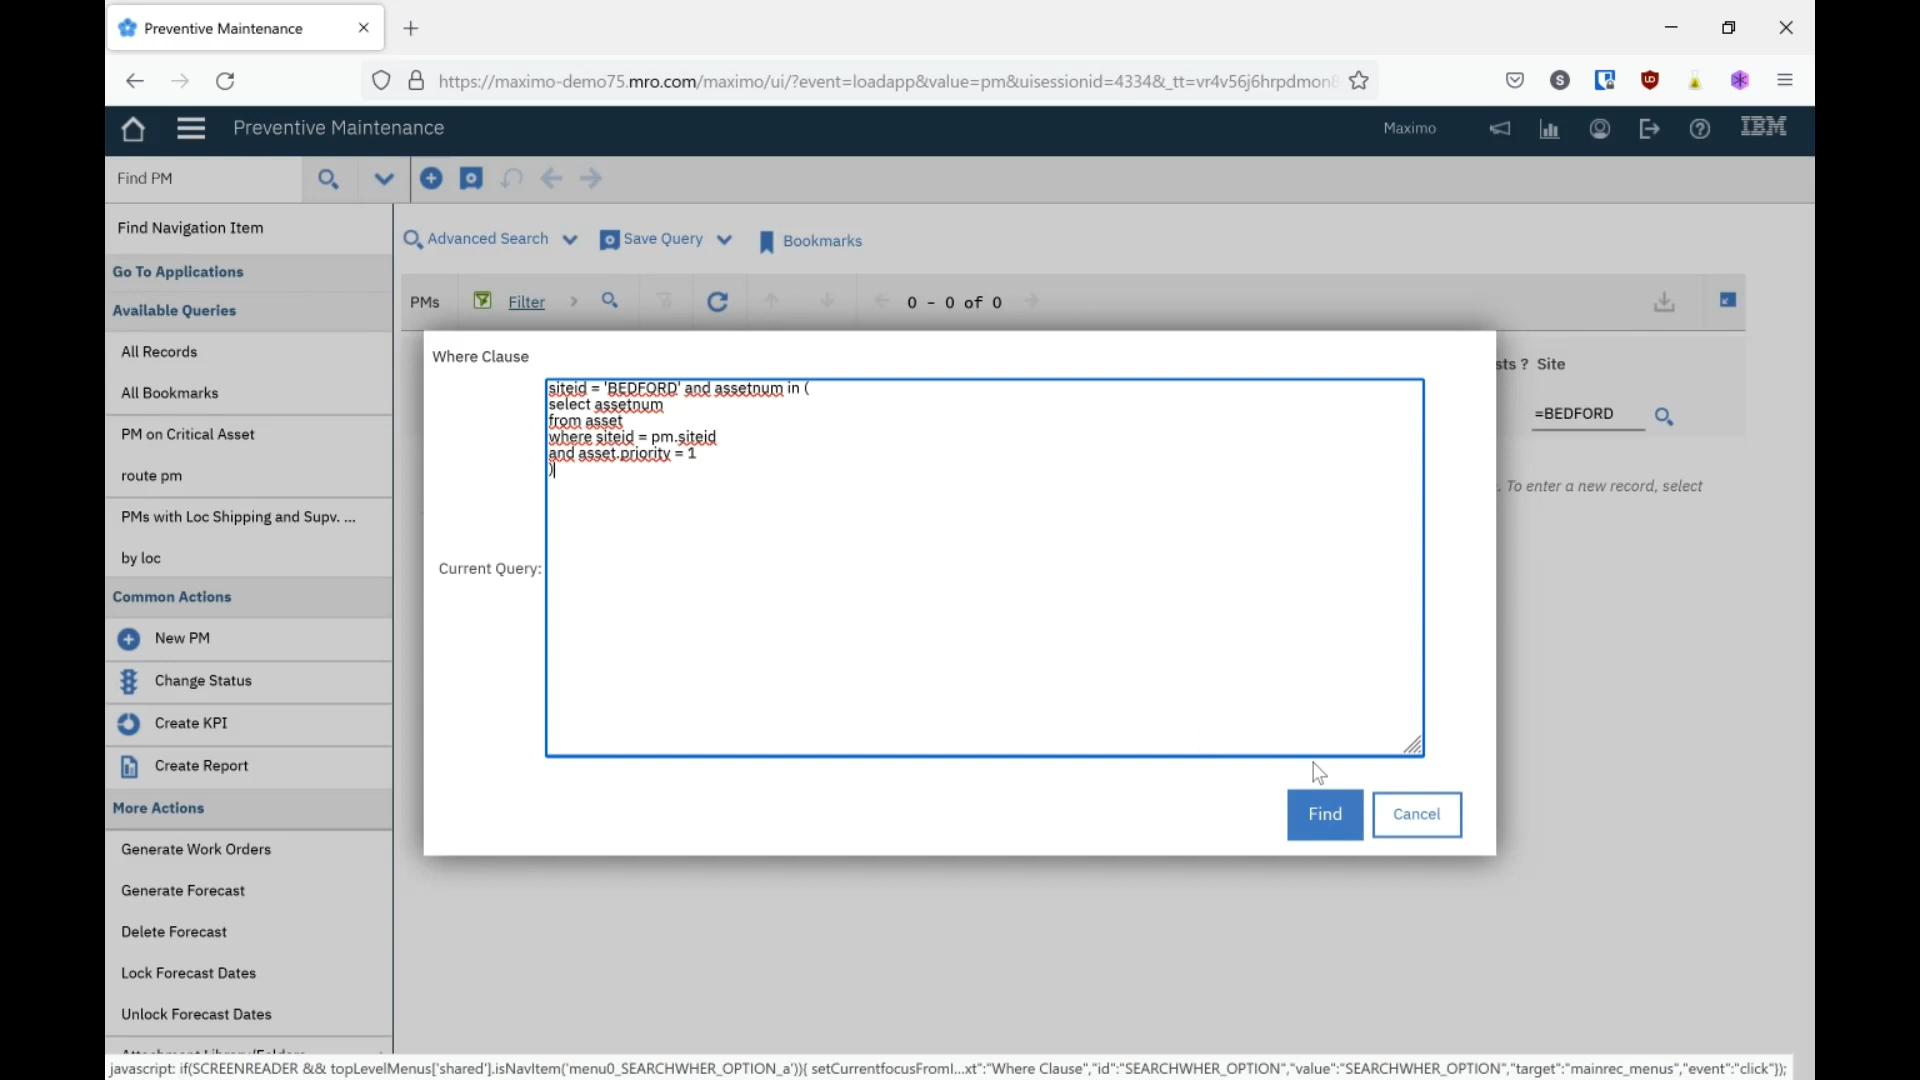 Preventive Maintenance
https://maximo-demo75.mro.com/maximo/ui/?event=loadapp&value=pm&uisessionid=4334&_tt=vr4v56j6hrpdmon8
Preventive Maintenance
Maximo
IBM
Find PM
Find Navigation Item
Go To Applications
Available Queries
All Records
All Bookmarks
PM on Critical Asset
route pm
PMs with Loc Shipping and Supv. ...
by loc
Common Actions
New PM
Change Status
Create KPI
Create Report
More Actions
Generate Work Orders
Generate Forecast
Delete Forecast
Lock Forecast Dates
Unlock Forecast Dates
Advanced Search
Save Query
Bookmarks
PMs
Filter
0 - 0 of 0
sts ? Site
=BEDFORD
. To enter a new record, select
Where Clause
Current Query:
siteid = 'BEDFORD' and assetnum in (
select assetnum
from asset
where siteid = pm.siteid
and asset.priority = 1
)
Find
Cancel
javascript: if(SCREENREADER && topLevelMenus['shared'].isNavItem('menu0_SEARCHWHER_OPTION_a')){ setCurrentfocusFromI...xt":"Where Clause","id":"SEARCHWHER_OPTION","value":"SEARCHWHER_OPTION","target":"mainrec_menus","event":"click"});